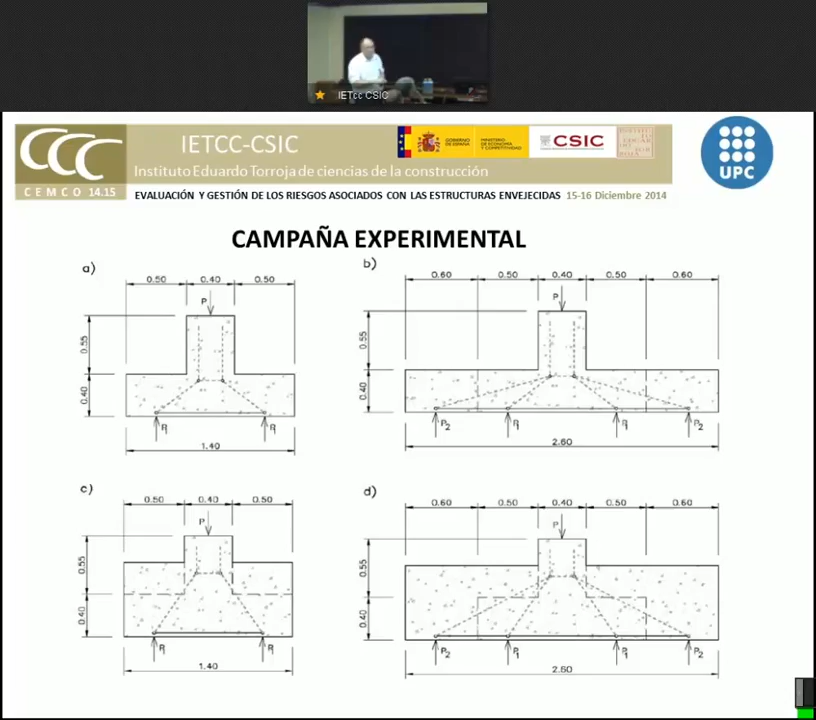 IETcc CSIC
CCC
CEMCO 14.15
IETCC-CSIC
Instituto Eduardo Torroja de ciencias de la construcción
GOBIERNO DE ESPAÑA
MINISTERIO DE ECONOMÍA Y COMPETITIVIDAD
CSIC
UPC
EVALUACIÓN Y GESTIÓN DE LOS RIESGOS ASOCIADOS CON LAS ESTRUCTURAS ENVEJECIDAS 15-16 Diciembre 2014
CAMPAÑA EXPERIMENTAL
a)
0.50 0.40 0.50
P
0.55
0.40
P1 P1
1.40
b)
0.60 0.50 0.40 0.50 0.60
P
0.55
0.40
P2 P1 P1 P2
2.60
c)
0.50 0.40 0.50
P
0.55
0.40
P1 P1
1.40
d)
0.60 0.50 0.40 0.50 0.60
P
0.55
0.40
P2 P1 P1 P2
2.60